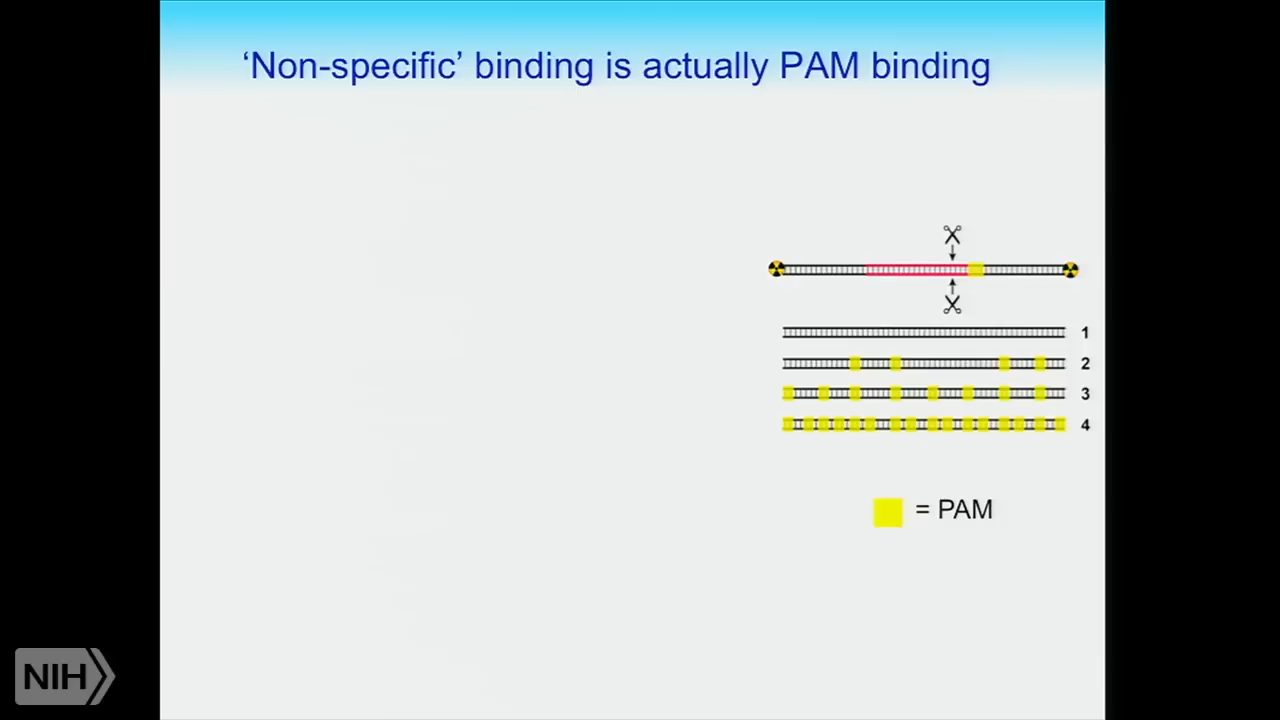 ‘Non-specific’ binding is actually PAM binding
1
2
3
4
= PAM
NIH